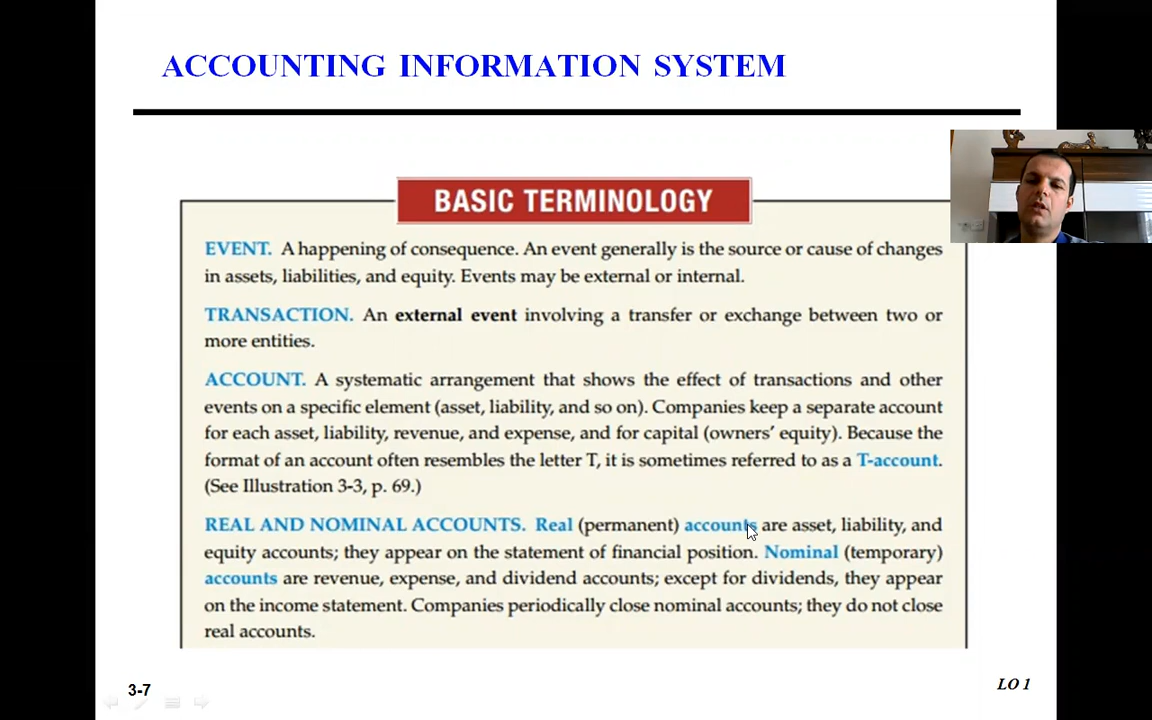 ACCOUNTING INFORMATION SYSTEM
BASIC TERMINOLOGY
EVENT. A happening of consequence. An event generally is the source or cause of changes
in assets, liabilities, and equity. Events may be external or internal.
TRANSACTION. An external event involving a transfer or exchange between two or
more entities.
ACCOUNT. A systematic arrangement that shows the effect of transactions and other
events on a specific element (asset, liability, and so on). Companies keep a separate account
for each asset, liability, revenue, and expense, and for capital (owners' equity). Because the
format of an account often resembles the letter T, it is sometimes referred to as a T-account.
(See Illustration 3-3, p. 69.)
REAL AND NOMINAL ACCOUNTS. Real (permanent) accounts are asset, liability, and
equity accounts; they appear on the statement of financial position. Nominal (temporary)
accounts are revenue, expense, and dividend accounts; except for dividends, they appear
on the income statement. Companies periodically close nominal accounts; they do not close
real accounts.
3-7
LO 1